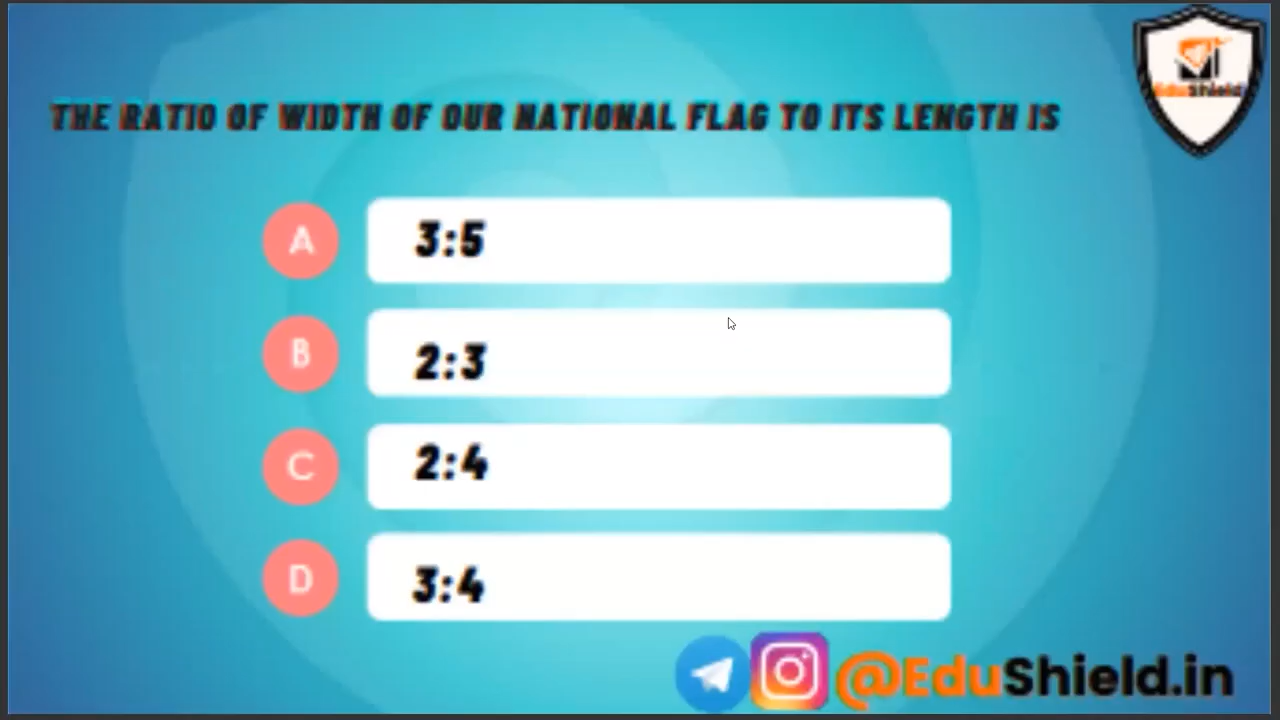 THE RATIO OF WIDTH OF OUR NATIONAL FLAG TO ITS LENGTH IS
EduShield
A 3:5
B 2:3
C 2:4
D 3:4
@EduShield.in